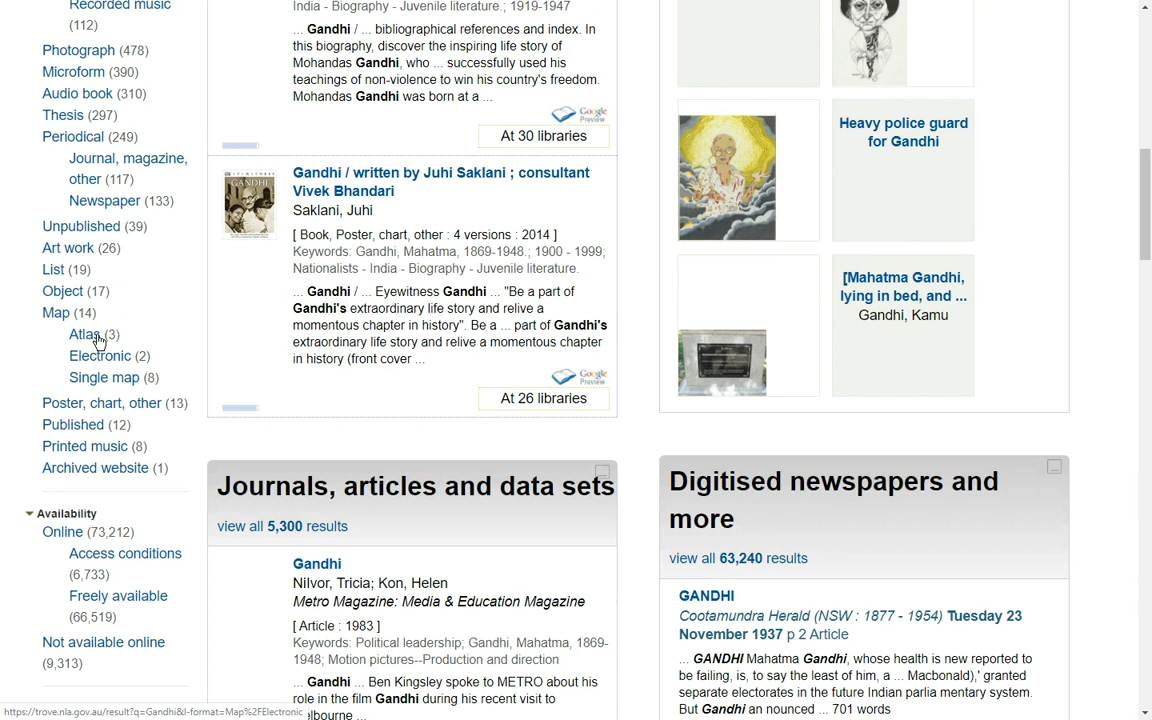 Recorded music
(112)
Photograph (478)
Microform (390)
Audio book (310)
Thesis (297)
Periodical (249)
Journal, magazine,
other (117)
Newspaper (133)
Unpublished (39)
Art work (26)
List (19)
Object (17)
Map (14)
Atlas (3)
Electronic (2)
Single map (8)
Poster, chart, other (13)
Published (12)
Printed music (8)
Archived website (1)
Availability
Online (73,212)
Access conditions
(6,733)
Freely available
(66,519)
Not available online
(9,313)
India - Biography - Juvenile literature.; 1919-1947
... Gandhi / ... bibliographical references and index. In
this biography, discover the inspiring life story of
Mohandas Gandhi, who ... successfully used his
teachings of non-violence to win his country's freedom.
Mohandas Gandhi was born at a ...
Google
Preview
At 30 libraries
EYEWITNESS
GANDHI
Gandhi / written by Juhi Saklani ; consultant
Vivek Bhandari
Saklani, Juhi
[ Book, Poster, chart, other : 4 versions : 2014 ]
Keywords: Gandhi, Mahatma, 1869-1948.; 1900 - 1999;
Nationalists - India - Biography - Juvenile literature.
... Gandhi / ... Eyewitness Gandhi ... "Be a part of
Gandhi's extraordinary life story and relive a
momentous chapter in history". Be a ... part of Gandhi's
extraordinary life story and relive a momentous chapter
in history (front cover ...
Google
Preview
At 26 libraries
Journals, articles and data sets
view all 5,300 results
Gandhi
Nilvor, Tricia; Kon, Helen
Metro Magazine: Media & Education Magazine
[ Article : 1983 ]
Keywords: Political leadership; Gandhi, Mahatma, 1869-
1948; Motion pictures--Production and direction
... Gandhi ... Ben Kingsley spoke to METRO about his
role in the film Gandhi during his recent visit to
Melbourne ...
Heavy police guard
for Gandhi
[Mahatma Gandhi,
lying in bed, and ...
Gandhi, Kamu
Digitised newspapers and
more
view all 63,240 results
GANDHI
Cootamundra Herald (NSW : 1877 - 1954) Tuesday 23
November 1937 p 2 Article
... GANDHI Mahatma Gandhi, whose health is new reported to
be failing, is, to say the least of him, a ... Macbonald),' granted
separate electorates in the future Indian parlia mentary system.
But Gandhi an nounced ... 701 words
https://trove.nla.gov.au/result?q=Gandhi&l-format=Map%2FElectronic